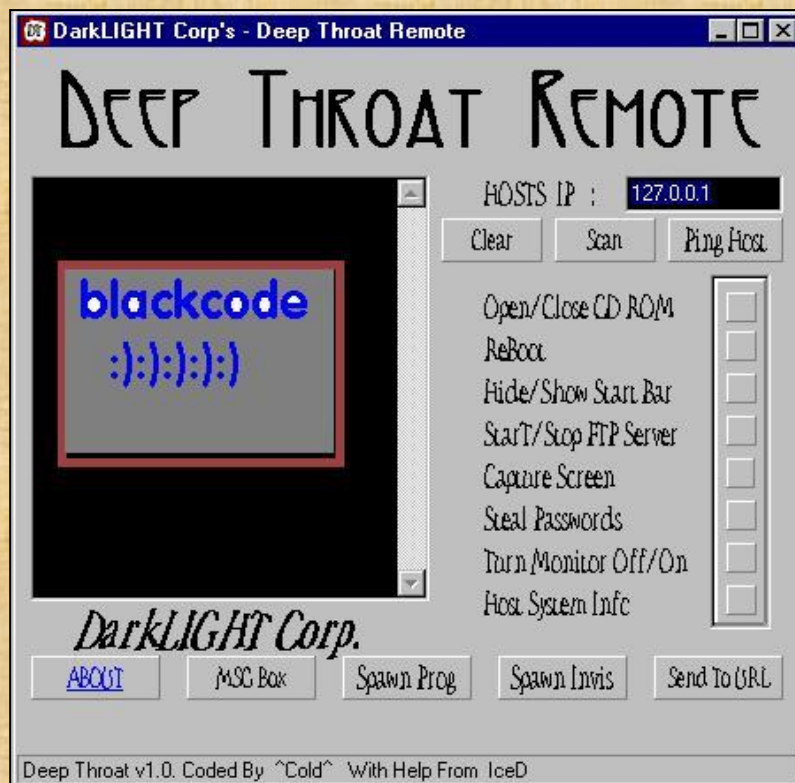 DarkLIGHT Corp's - Deep Throat Remote
DEEP THROAT REMOTE
HOSTS IP : 127.0.0.1
Clear Scan Ping Host
blackcode
:):):):):)
Open/Close CD ROM
ReBoot
Hide/Show Start Bar
StarT/Stop FTP Server
Capture Screen
Steal Passwords
Turn Monitor Off/On
Host System Info
DarkLIGHT Corp.
ABOUT MSG Box Spawn Prog Spawn Invis Send To URL
Deep Throat v1.0. Coded By ^Cold^ With Help From IceD